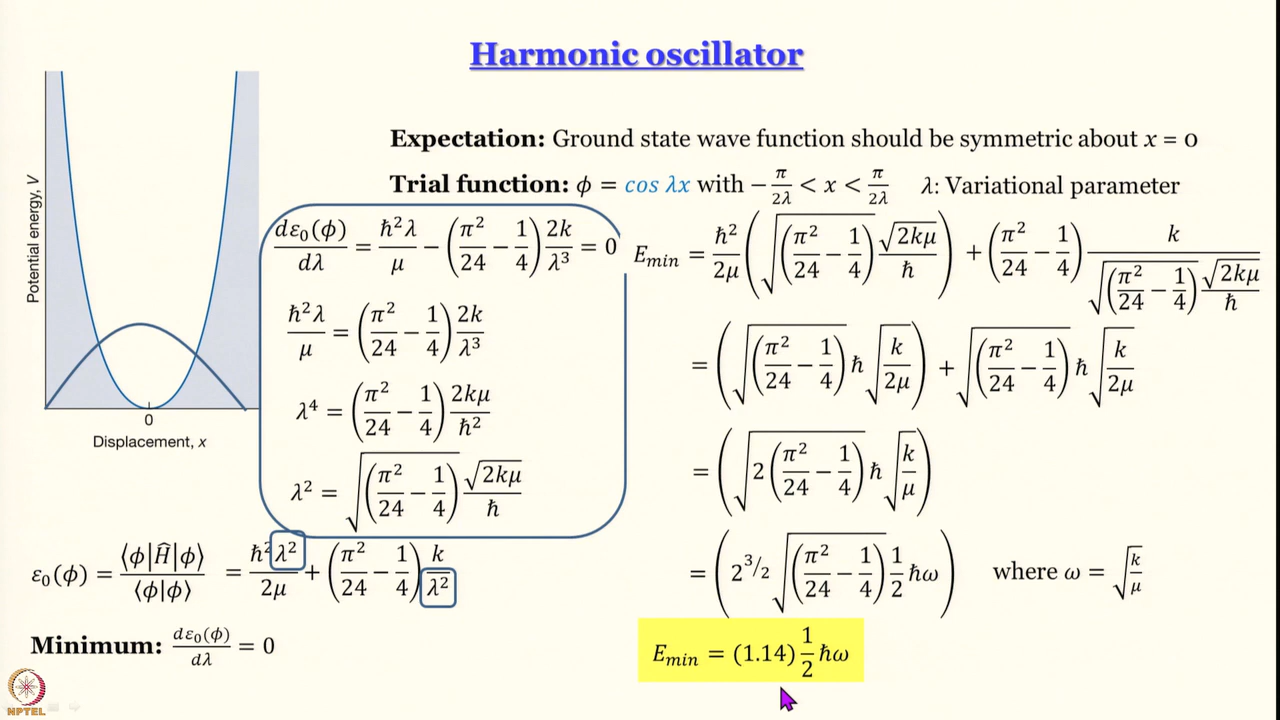 Harmonic oscillator
Expectation: Ground state wave function should be symmetric about x = 0
Trial function: ϕ = cos λx with −π/2λ < x < π/2λ λ: Variational parameter
Potential energy, V
0
Displacement, x
dε₀(ϕ)/dλ = ħ²λ/μ − (π²/24 − 1/4) 2k/λ³ = 0
ħ²λ/μ = (π²/24 − 1/4) 2k/λ³
λ⁴ = (π²/24 − 1/4) 2kμ/ħ²
λ² = √(π²/24 − 1/4) √2kμ/ħ
ε₀(ϕ) = ⟨ϕ|Ĥ|ϕ⟩/⟨ϕ|ϕ⟩ = ħ²λ²/2μ + (π²/24 − 1/4) k/λ²
Minimum: dε₀(ϕ)/dλ = 0
E_min = ħ²/2μ (√(π²/24 − 1/4) √2kμ/ħ) + (π²/24 − 1/4) k/(√(π²/24 − 1/4) √2kμ/ħ)
= (√(π²/24 − 1/4) ħ √(k/2μ)) + √(π²/24 − 1/4) ħ √(k/2μ)
= (√(2(π²/24 − 1/4)) ħ √(k/μ))
= (2^(3/2) √(π²/24 − 1/4) 1/2 ħω) where ω = √(k/μ)
E_min = (1.14) 1/2 ħω
NPTEL